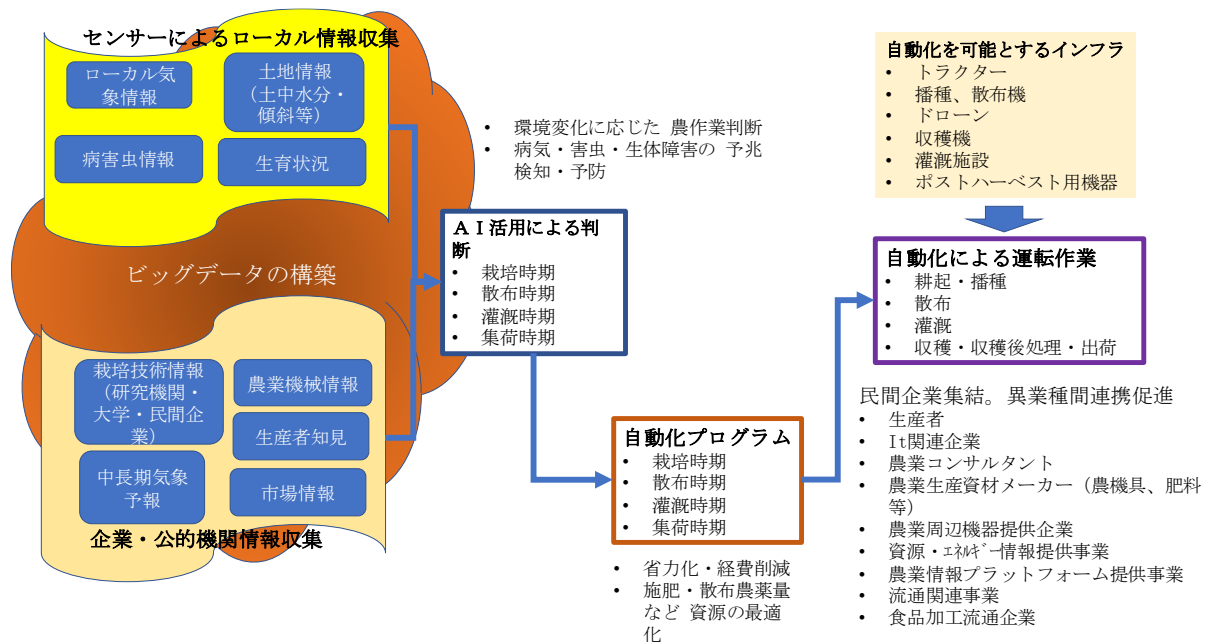 センサーによるローカル情報収集
ローカル気
象情報
土地情報
（土中水分・
傾斜等）
病害虫情報
生育状況
ビッグデータの構築
栽培技術情報
（研究機関・
大学・民間企
業）
農業機械情報
生産者知見
中長期気象
予報
市場情報
企業・公的機関情報収集
• 環境変化に応じた 農作業判断
• 病気・害虫・生体障害の 予兆
検知・予防
ＡＩ活用による判
断
• 栽培時期
• 散布時期
• 灌漑時期
• 集荷時期
自動化プログラム
• 栽培時期
• 散布時期
• 灌漑時期
• 集荷時期
• 省力化・経費削減
• 施肥・散布農薬量
など 資源の最適
化
自動化を可能とするインフラ
• トラクター
• 播種、散布機
• ドローン
• 収穫機
• 灌漑施設
• ポストハーベスト用機器
自動化による運転作業
• 耕起・播種
• 散布
• 灌漑
• 収穫・収穫後処理・出荷
民間企業集結。異業種間連携促進
• 生産者
• It関連企業
• 農業コンサルタント
• 農業生産資材メーカー（農機具、肥料
等）
• 農業周辺機器提供企業
• 資源・ｴﾈﾙｷﾞｰ情報提供事業
• 農業情報プラットフォーム提供事業
• 流通関連事業
• 食品加工流通企業